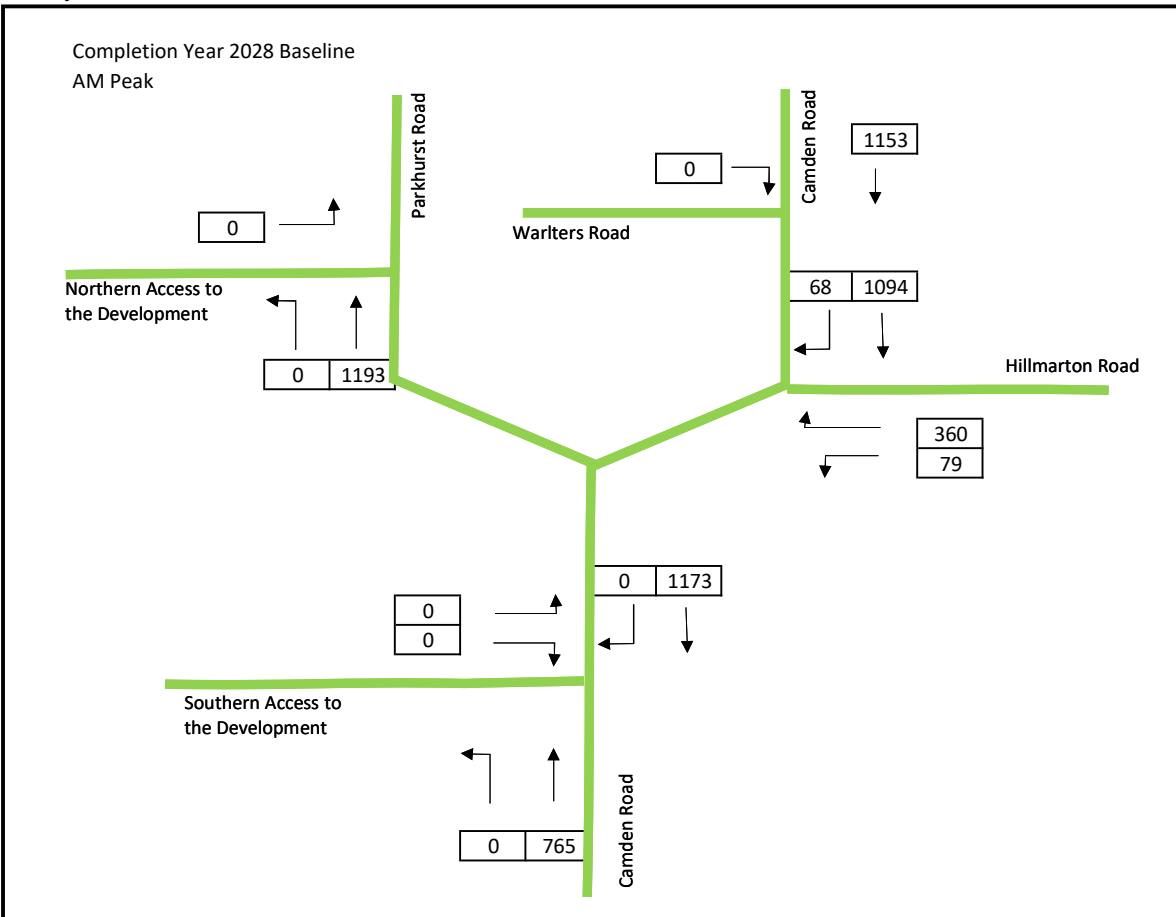 Completion Year 2028 Baseline
AM Peak
Parkhurst Road
Camden Road
1153
0
0
Warlters Road
Northern Access to
the Development
68 1094
0 1193
Hillmarton Road
360
79
0 1173
0
0
Southern Access to
the Development
Camden Road
0 765